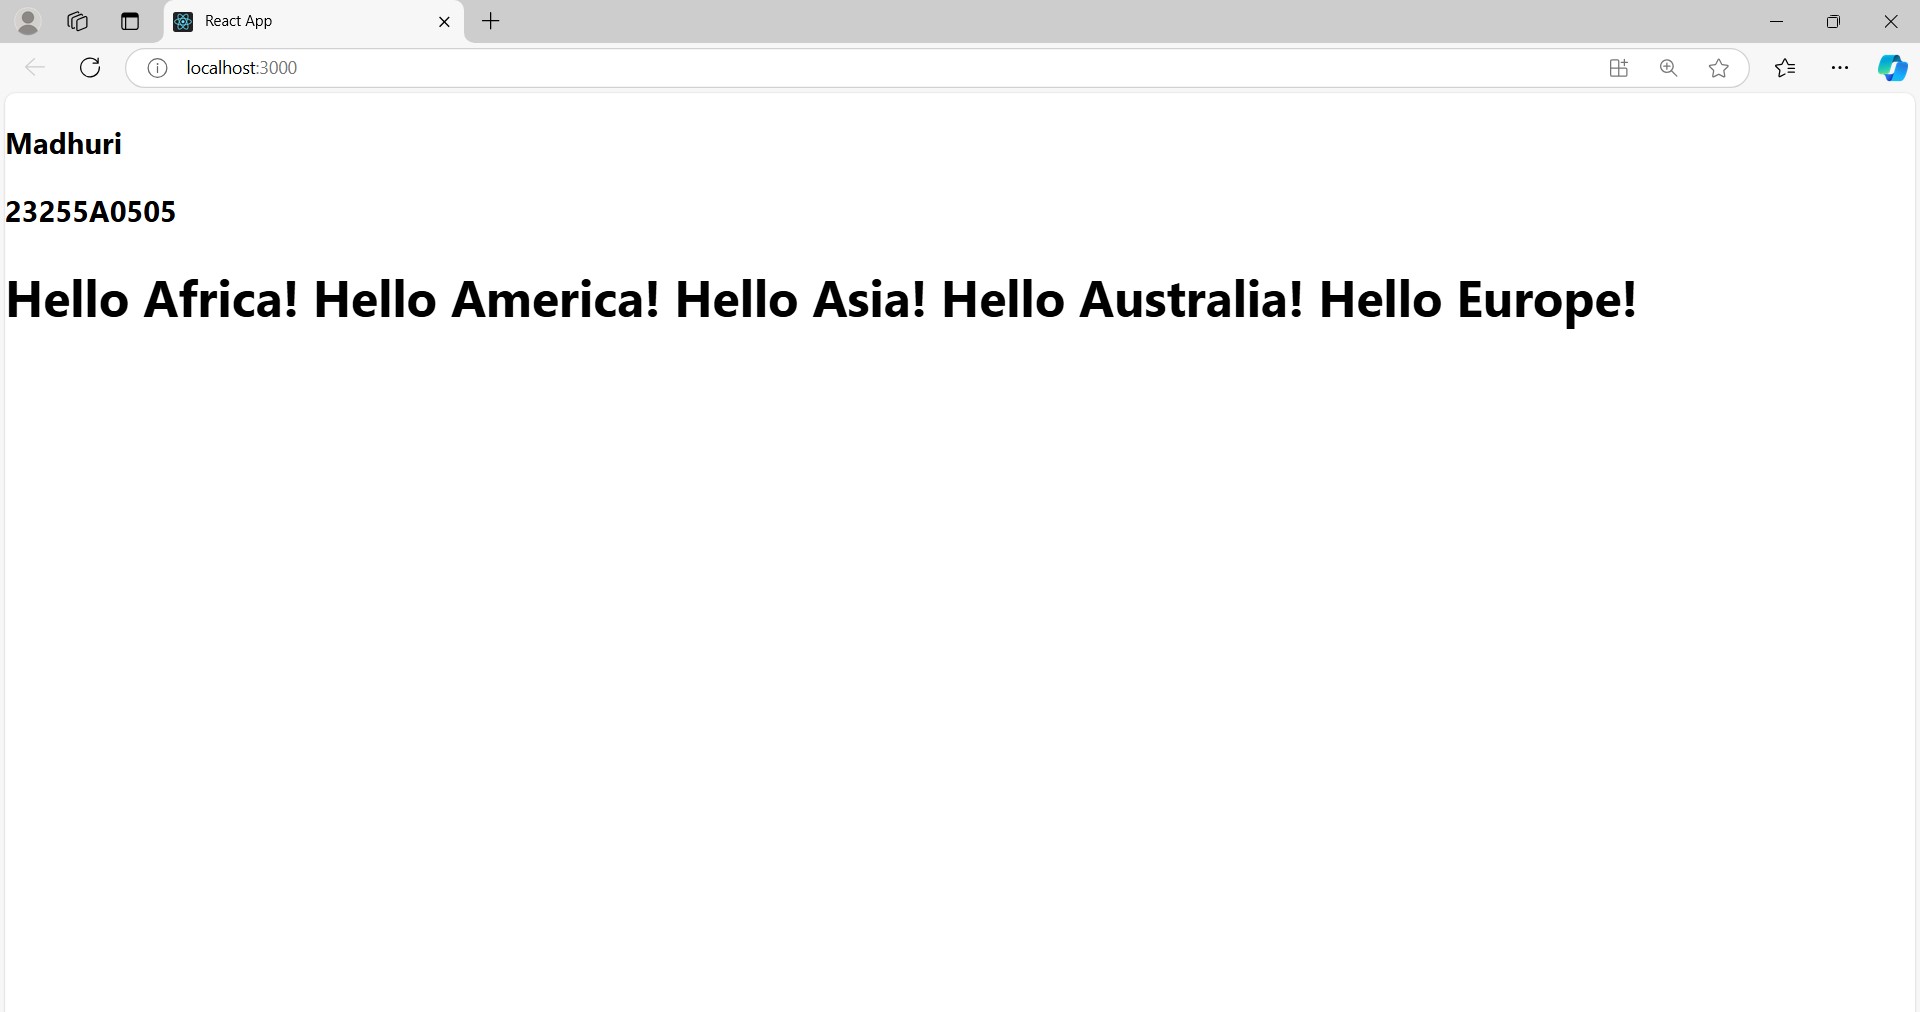 React App
localhost:3000
Madhuri
23255A0505
Hello Africa! Hello America! Hello Asia! Hello Australia! Hello Europe!